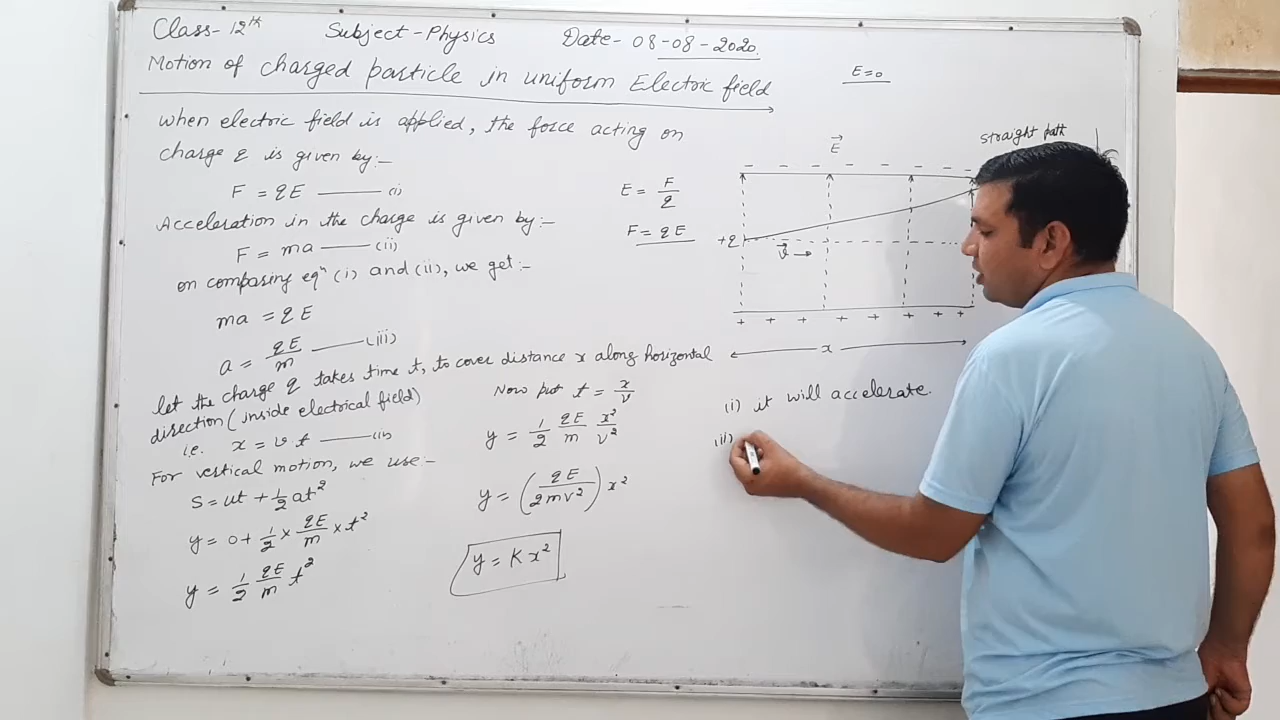 Class-12th Subject-Physics Date-08-08-2020.
Motion of charged particle in uniform Electric field
when electric field is applied, the force acting on
charge q is given by:-
F = qE —— (i)
Acceleration in the charge is given by:-
F = ma —— (ii)
on comparing eqn (i) and (ii), we get:-
ma = qE
a = qE/m —— (iii)
let the charge q takes time t, to cover distance x along horizontal
direction (inside electrical field)
i.e. x = v t —— (iv)
For vertical motion, we use:-
S = ut + 1/2 at²
y = 0 + 1/2 × qE/m × t²
y = 1/2 qE/m t²
E = F/q
F = qE
Now put t = x/v
y = 1/2 qE/m x²/v²
y = (qE/2mv²) x²
y = K x²
E=0
straight path
E
- - - - - - -
+q
v →
+ + + + + + +
x
(i) it will accelerate.
(ii)